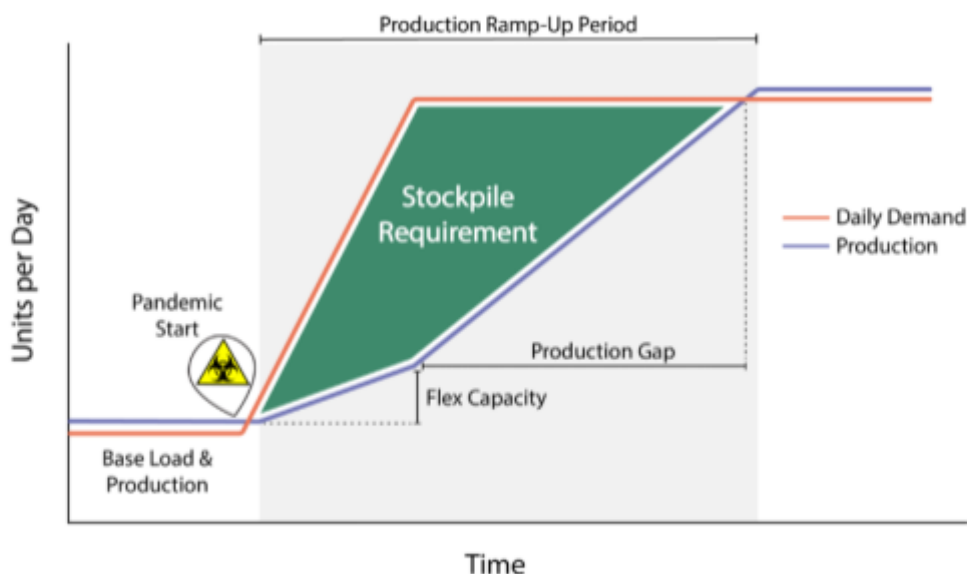 Production Ramp-Up Period
Stockpile
Requirement
Daily Demand
Production
Units per Day
Pandemic
Start
Production Gap
Flex Capacity
Base Load &
Production
Time